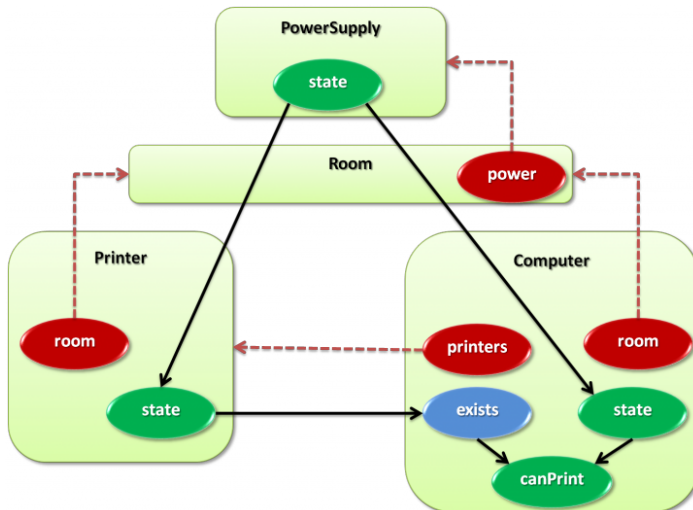 PowerSupply
state
Room
power
Printer
Computer
room
printers
room
state
exists
state
canPrint